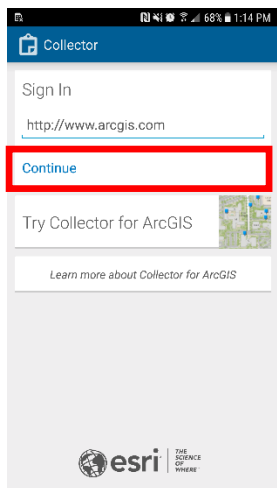 68% 1:14 PM
Collector
Sign In
http://www.arcgis.com
Continue
Try Collector for ArcGIS
Learn more about Collector for ArcGIS
esri
THE
SCIENCE
OF
WHERE